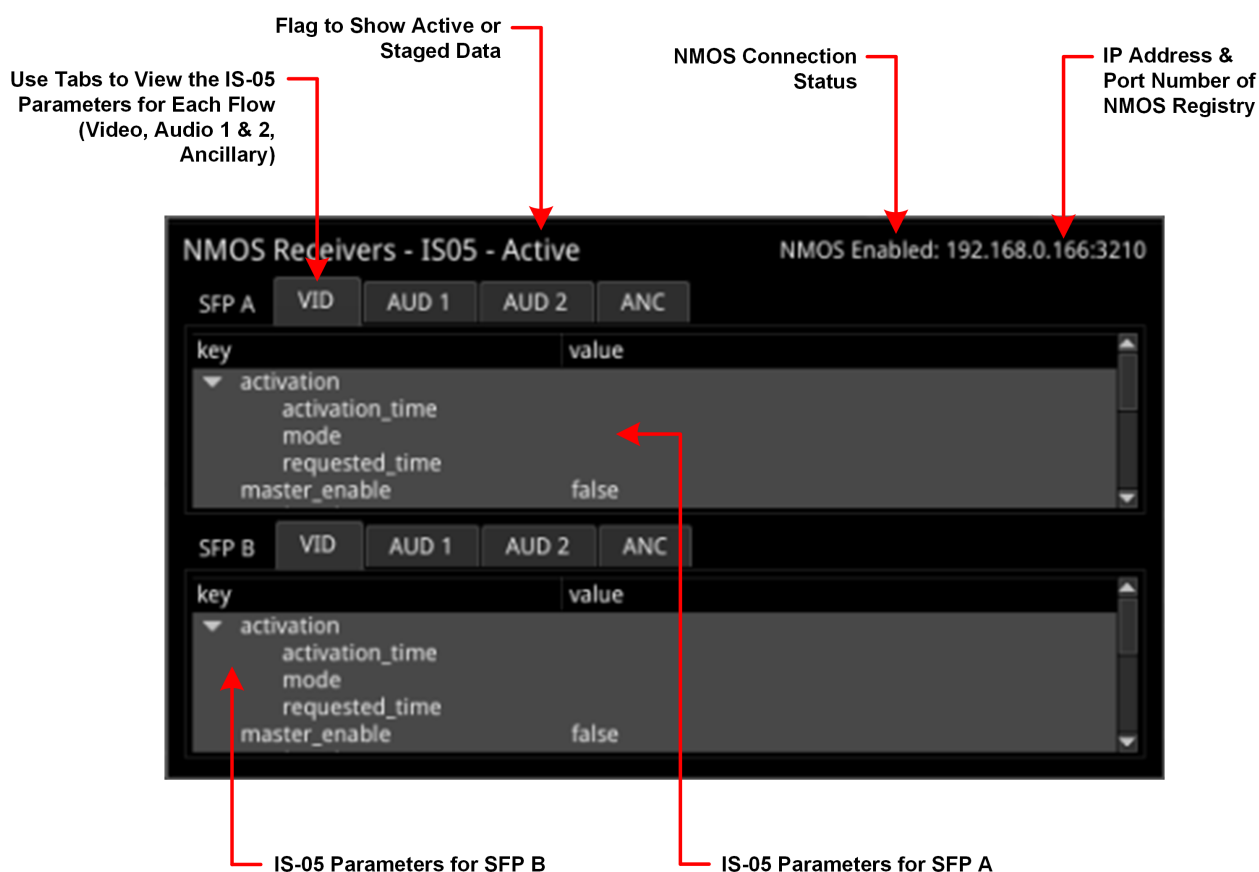 Flag to Show Active or
Staged Data
NMOS Connection
Status
IP Address &
Port Number of
NMOS Registry
Use Tabs to View the IS-05
Parameters for Each Flow
(Video, Audio 1 & 2,
Ancillary)
NMOS Receivers - IS05 - Active
NMOS Enabled: 192.168.0.166:3210
SFP A VID AUD 1 AUD 2 ANC
key value
activation
activation_time
mode
requested_time
master_enable false
SFP B VID AUD 1 AUD 2 ANC
key value
activation
activation_time
mode
requested_time
master_enable false
IS-05 Parameters for SFP B
IS-05 Parameters for SFP A